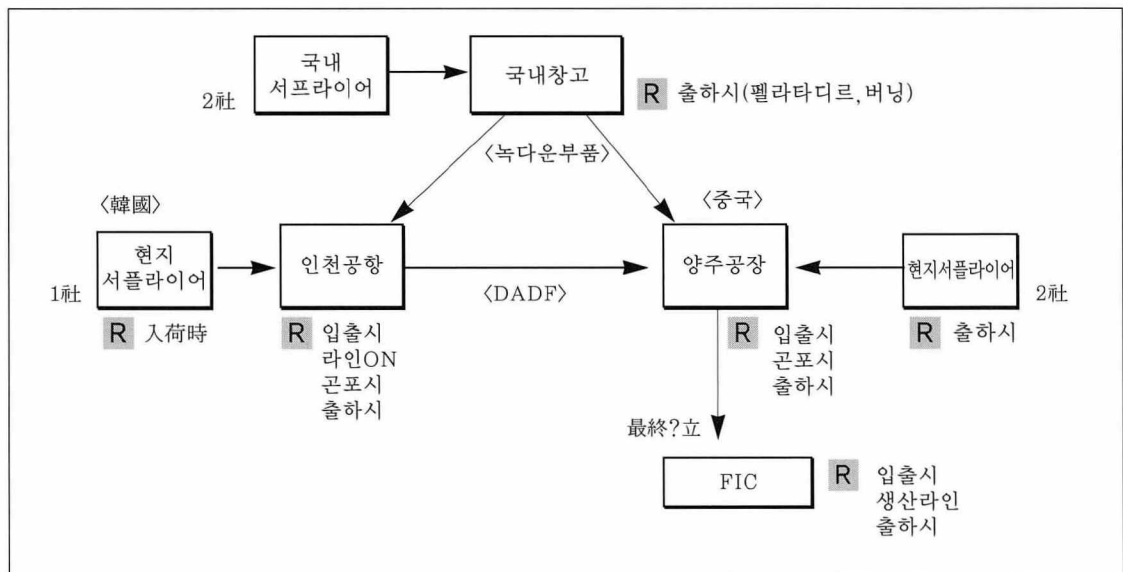 국내
서프라이어
2社
국내창고
R 출하시(펠라타디르,버닝)
〈녹다운부품〉
〈韓國〉
〈중국〉
현지
서플라이어
1社
R 入荷時
인천공항
R 입출시
라인ON
곤포시
출하시
〈DADF〉
양주공장
R 입출시
곤포시
출하시
현지서플라이어
2社
R 출하시
最終?立
FIC
R 입출시
생산라인
출하시